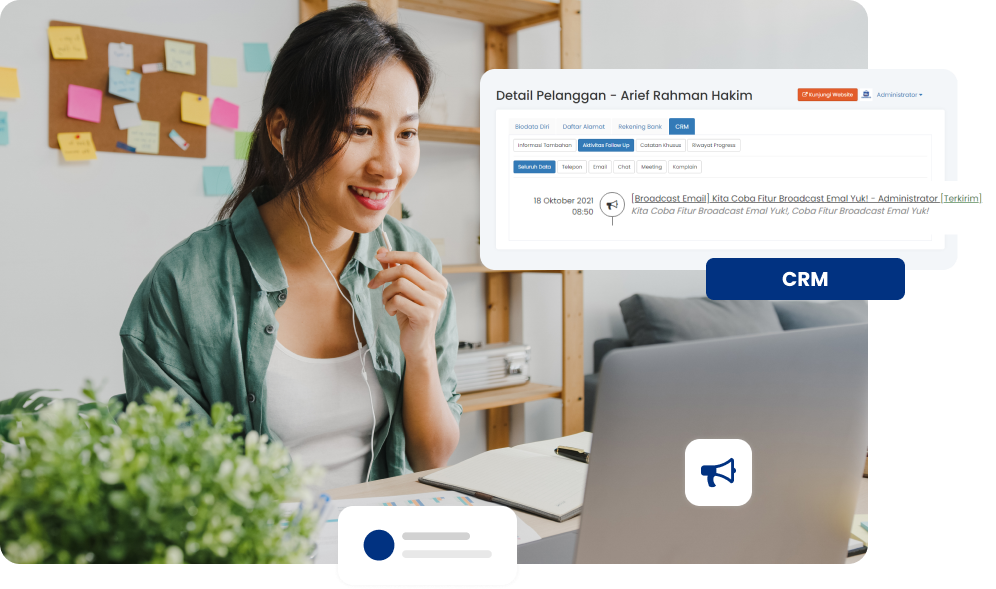 Detail Pelanggan - Arief Rahman Hakim
Kunjungi Website
Administrator
Biodata Diri Daftar Alamat Rekening Bank CRM
Informasi Tambahan Aktivitas Follow Up Catatan Khusus Riwayat Progress
Seluruh Data Telepon Email Chat Meeting Komplain
18 Oktober 2021 [Broadcast Email] Kita Coba Fitur Broadcast Emal Yuk! - Administrator [Terkirim]
08:50 Kita Coba Fitur Broadcast Emal Yuk!, Coba Fitur Broadcast Emal Yuk!
CRM